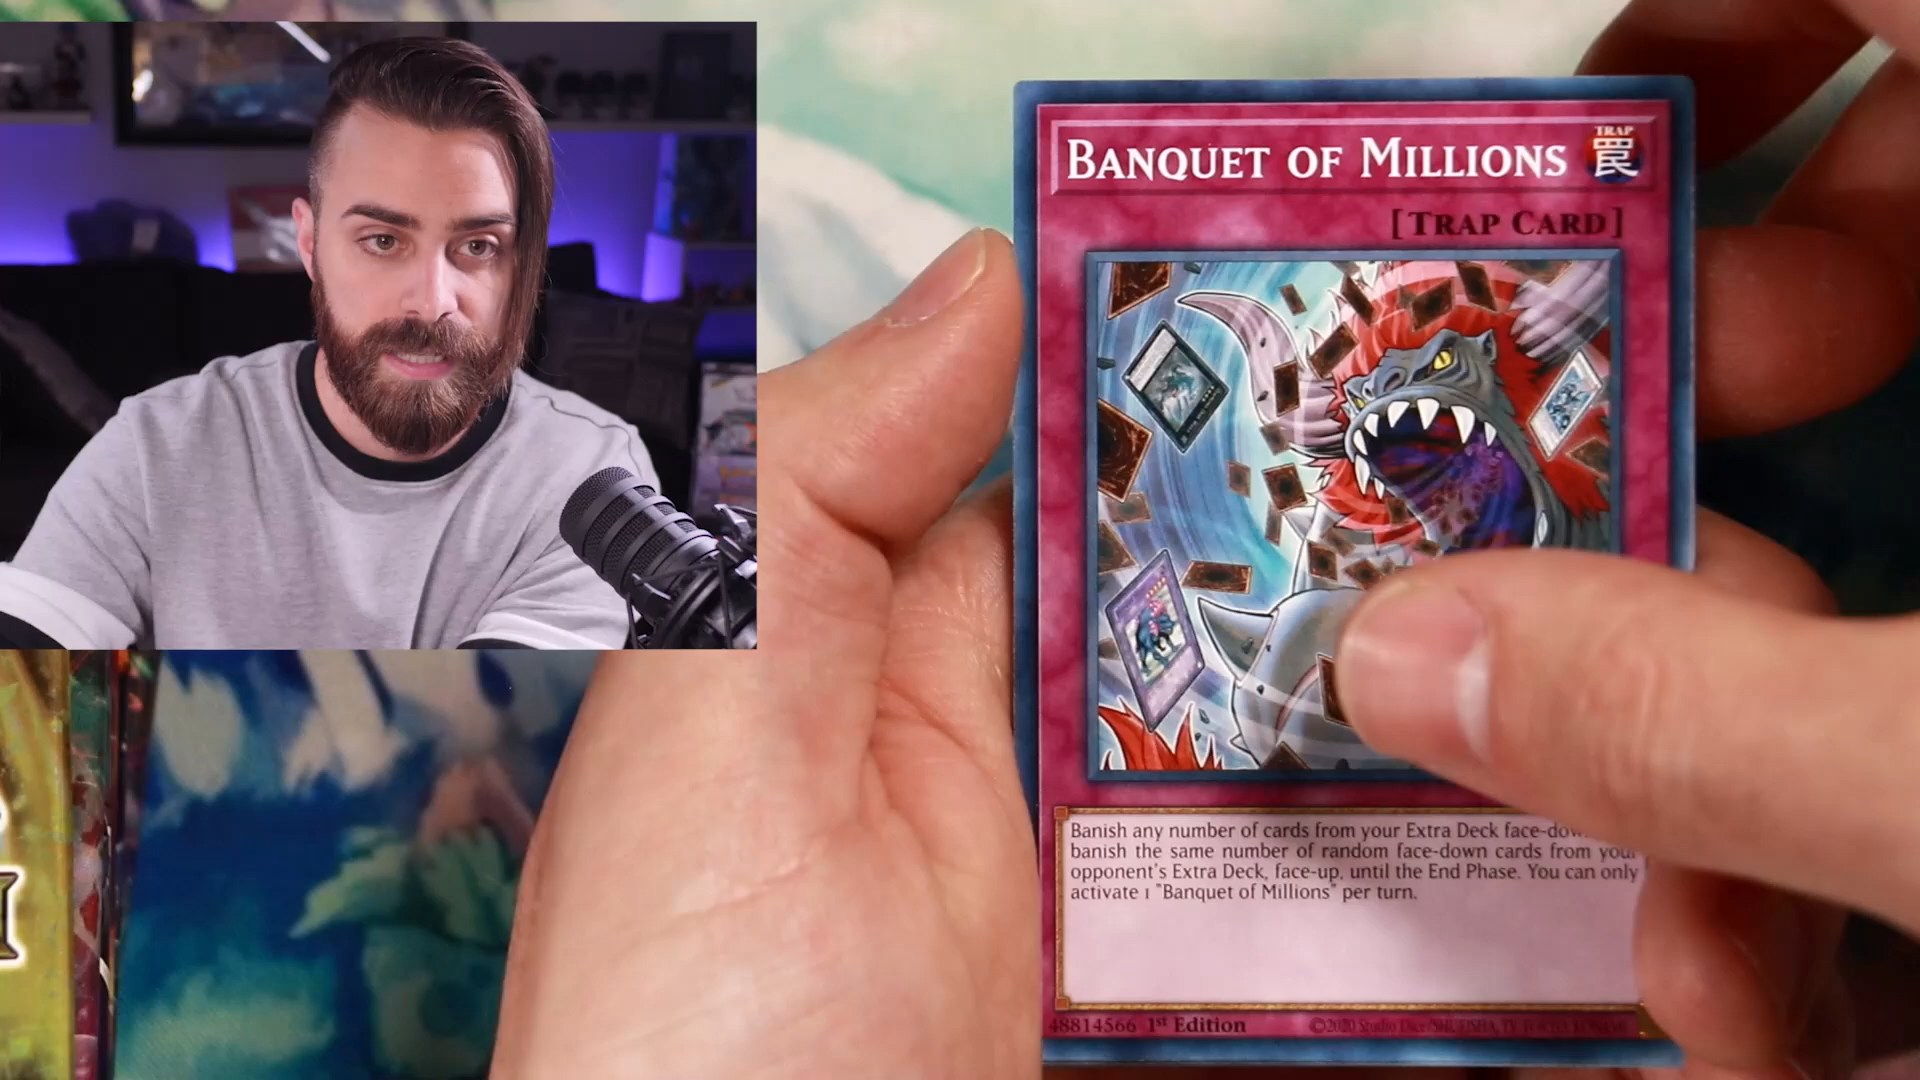 BANQUET OF MILLIONS
TRAP
罠
[TRAP CARD]
Banish any number of cards from your Extra Deck face-dow
banish the same number of random face-down cards from your
opponent's Extra Deck, face-up, until the End Phase. You can only
activate 1 "Banquet of Millions" per turn.
48814566 1st Edition ©2020 Studio Dice/SHUEISHA, TV TOKYO, KONAMI